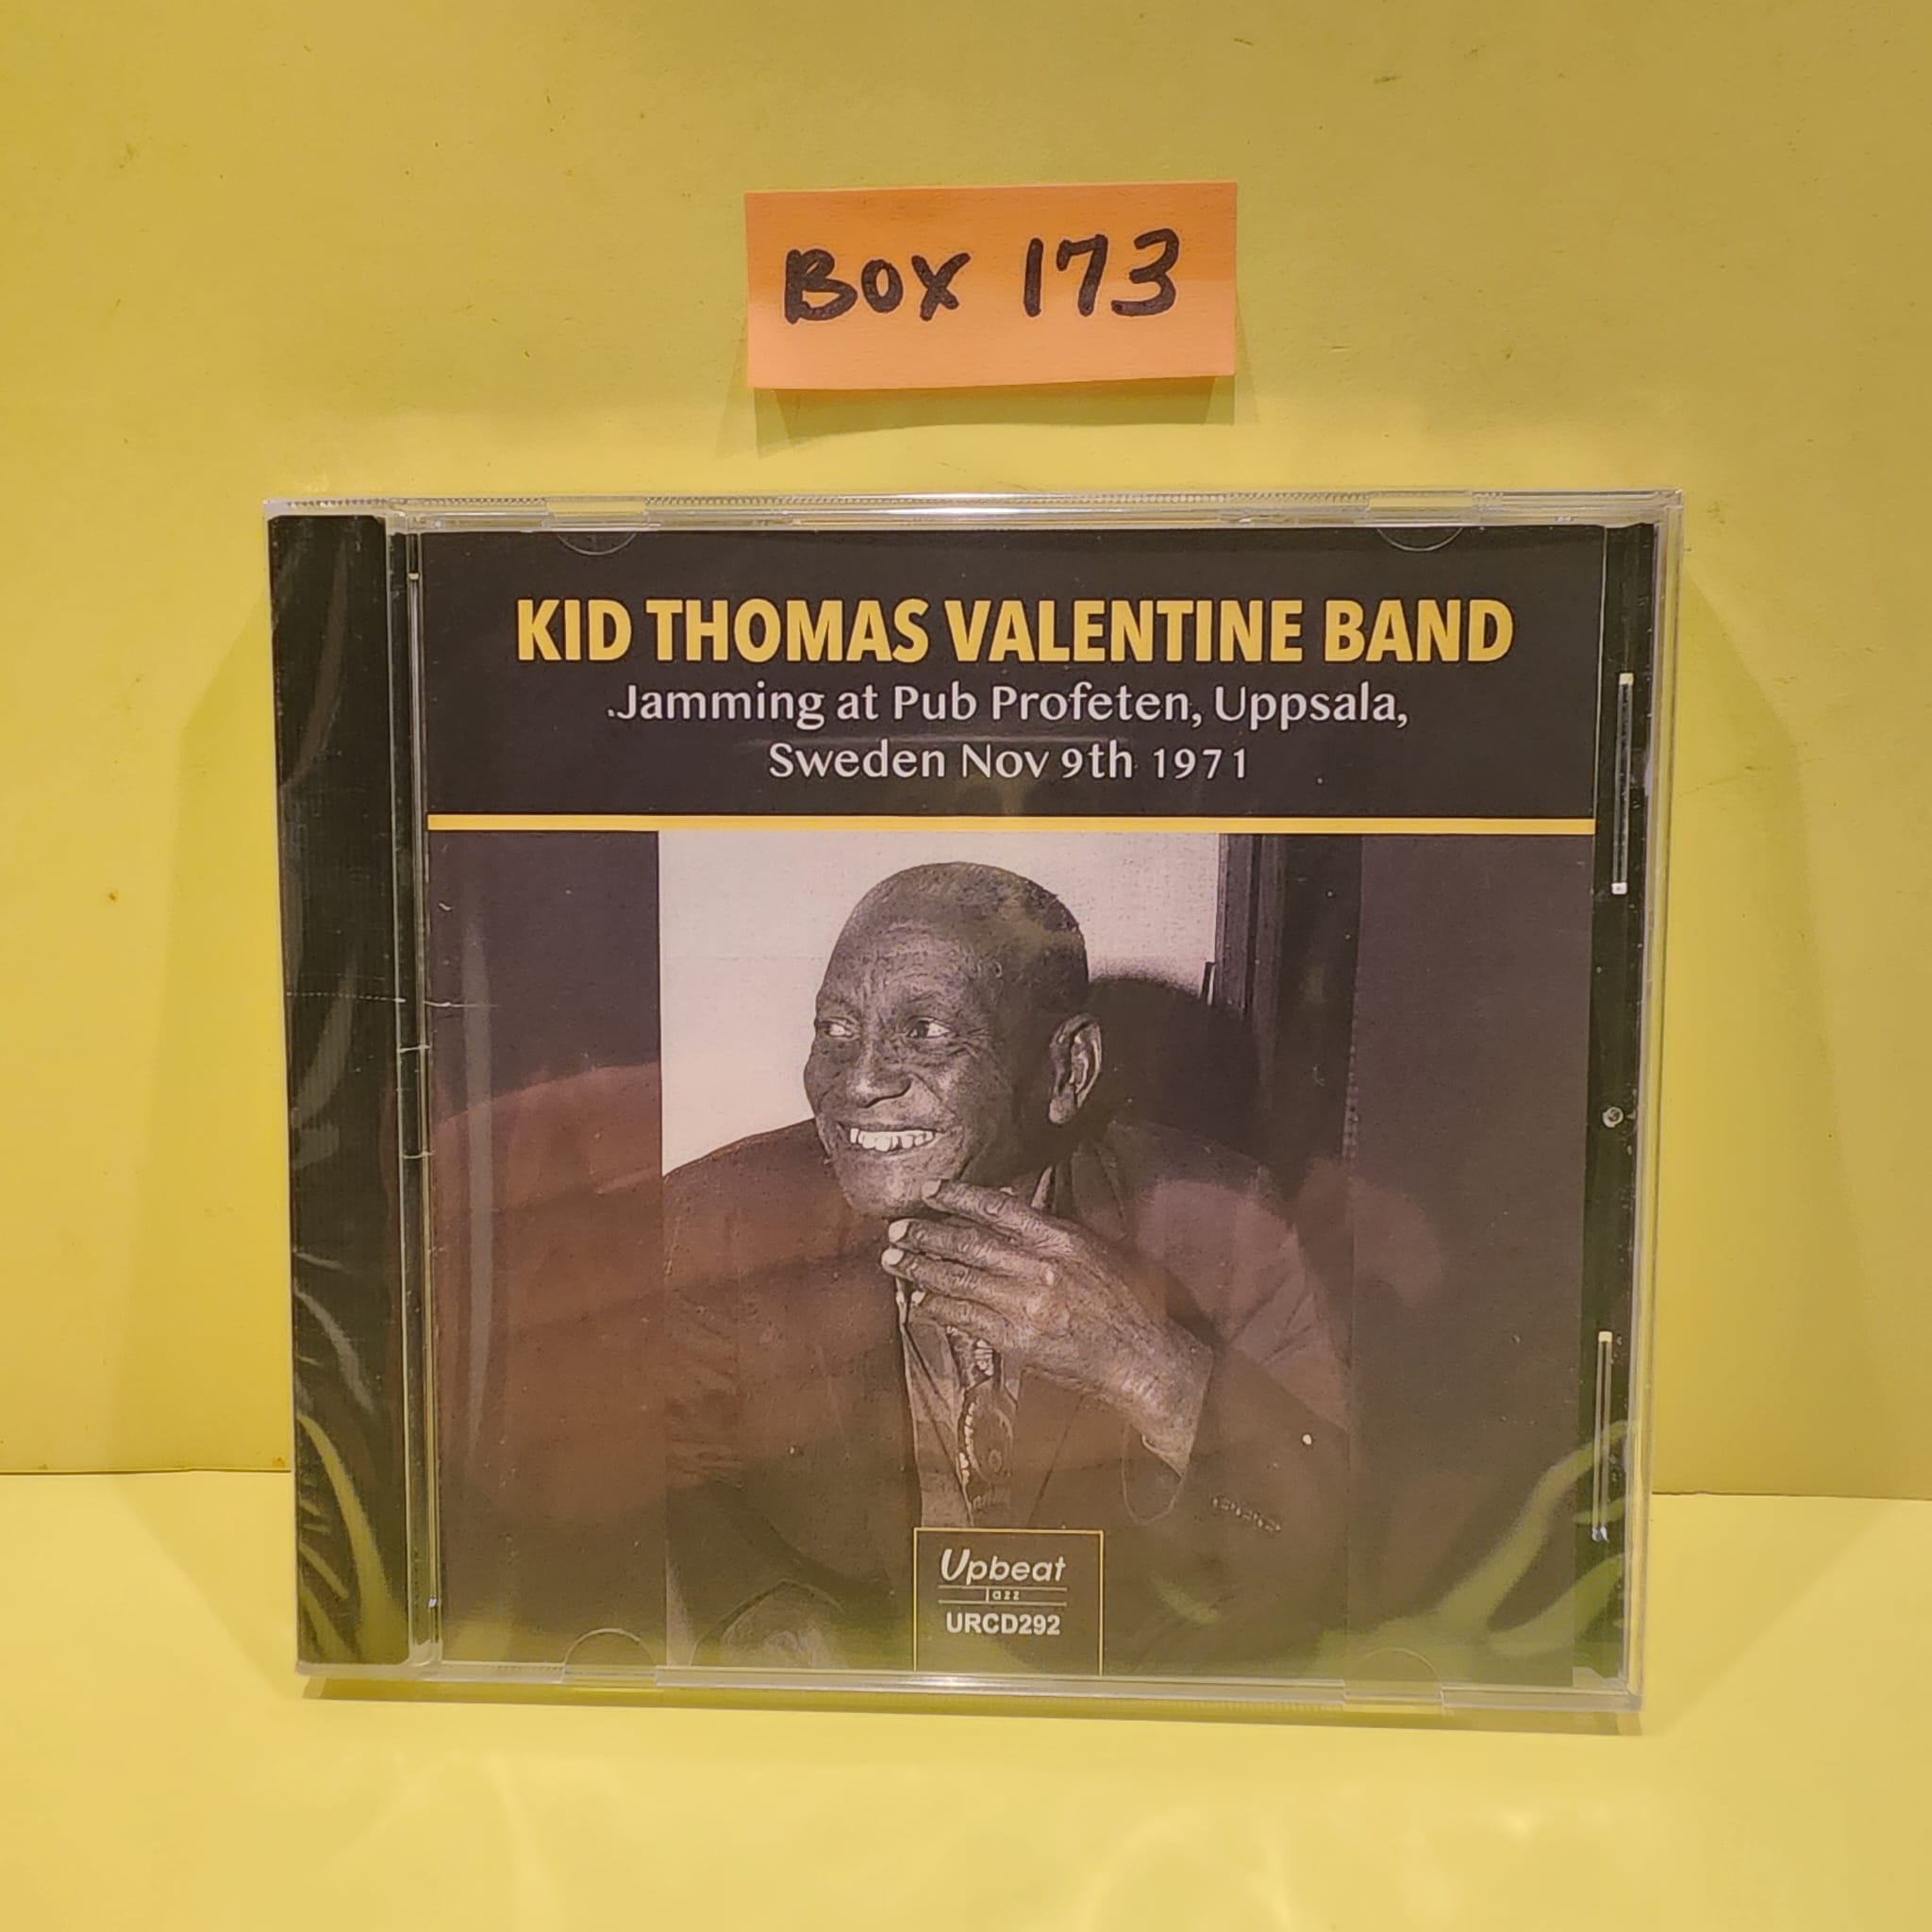 BOX 173
KID THOMAS VALENTINE BAND
.Jamming at Pub Profeten, Uppsala,
Sweden Nov 9th 1971
Upbeat
jazz
URCD292